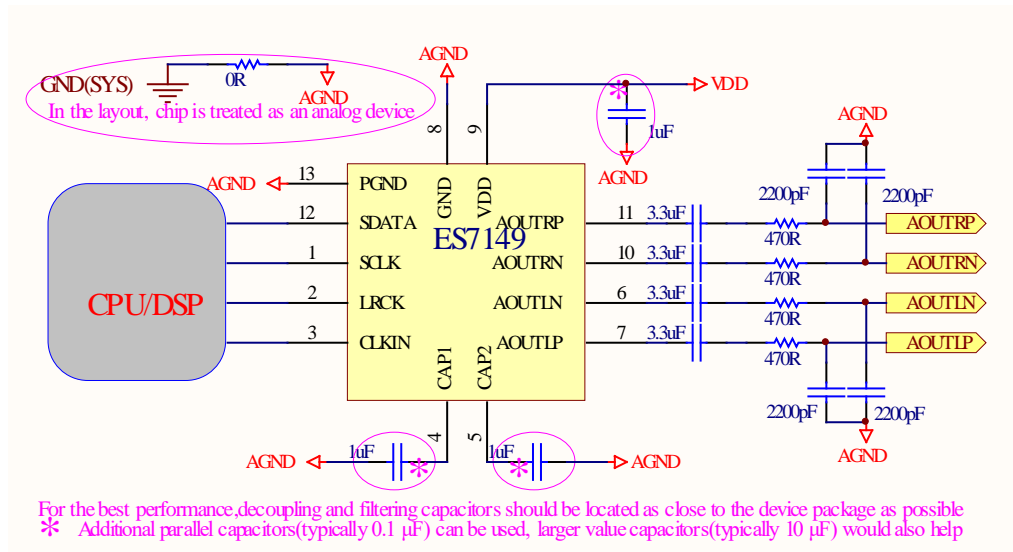 AGND
GND(SYS)
0R
AGND
In the layout, chip is treated as an analog device
VDD
1uF
AGND
8
9
AGND
AGND
13
PGND
GND
VDD
2200pF
2200pF
12
SDATA
AOUTRP
11
3.3uF
470R
AOUTRP
ES7149
1
SCLK
AOUTRN
10
3.3uF
470R
AOUTRN
CPU/DSP
2
LRCK
AOUTLN
6
3.3uF
470R
AOUTLN
3
CLKIN
AOUTLP
7
3.3uF
470R
AOUTLP
CAP1
CAP2
2200pF
2200pF
4
5
AGND
1uF
*
1uF
*
AGND
AGND
*
For the best performance,decoupling and filtering capacitors should be located as close to the device package as possible
* Additional parallel capacitors(typically 0.1 μF) can be used, larger value capacitors(typically 10 μF) would also help